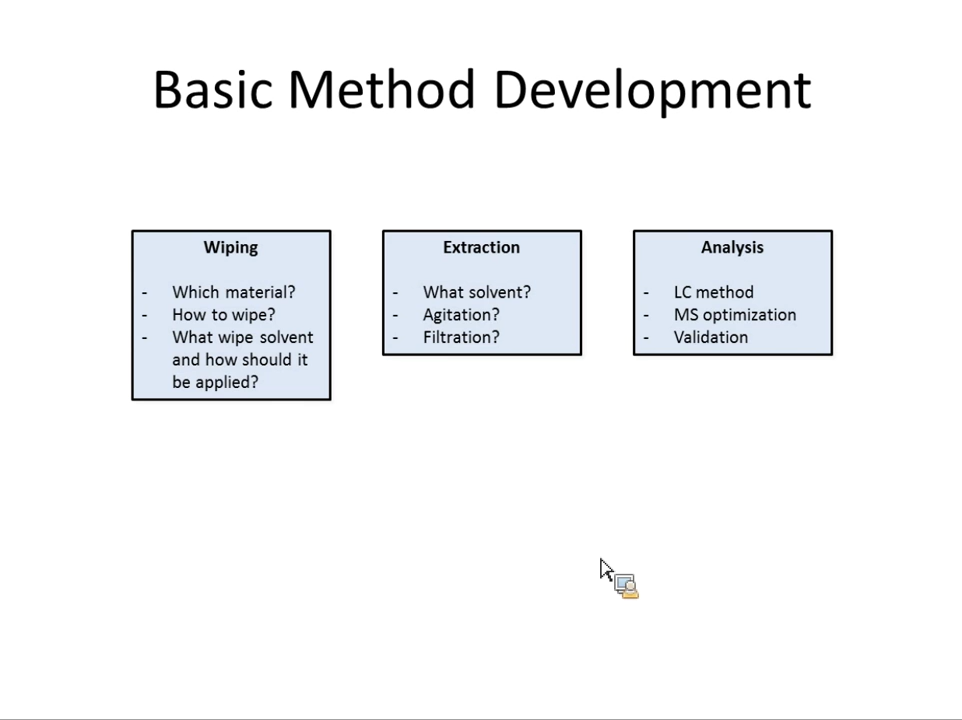 Basic Method Development
Wiping
- Which material?
- How to wipe?
- What wipe solvent
and how should it
be applied?
Extraction
- What solvent?
- Agitation?
- Filtration?
Analysis
- LC method
- MS optimization
- Validation